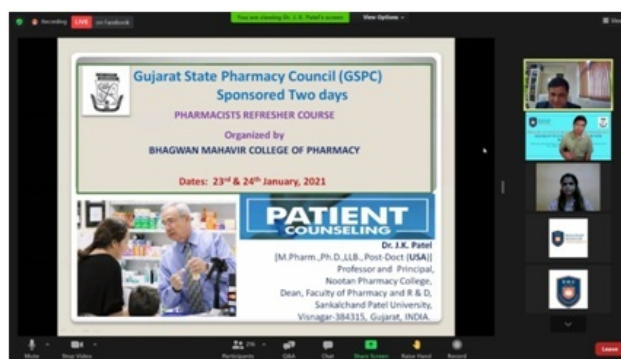 Recording
LIVE
on Facebook
You are viewing Dr. J. K. Patel's screen
View Options
View
Gujarat State Pharmacy Council (GSPC)
Sponsored Two days
PHARMACISTS REFRESHER COURSE
Organized by
BHAGWAN MAHAVIR COLLEGE OF PHARMACY
Dates: 23rd & 24th January, 2021
PATIENT
COUNSELING
Dr. J.K. Patel
[M.Pharm.,Ph.D.,LLB.,Post-Doct (USA)]
Professor and Principal,
Nootan Pharmacy College,
Dean, Faculty of Pharmacy and R & D,
Sankalchand Patel University,
Visnagar-384315, Gujarat, INDIA.
Mute
Stop Video
Participants
Q&A
Chat
Share Screen
Raise Hand
Record
Leave